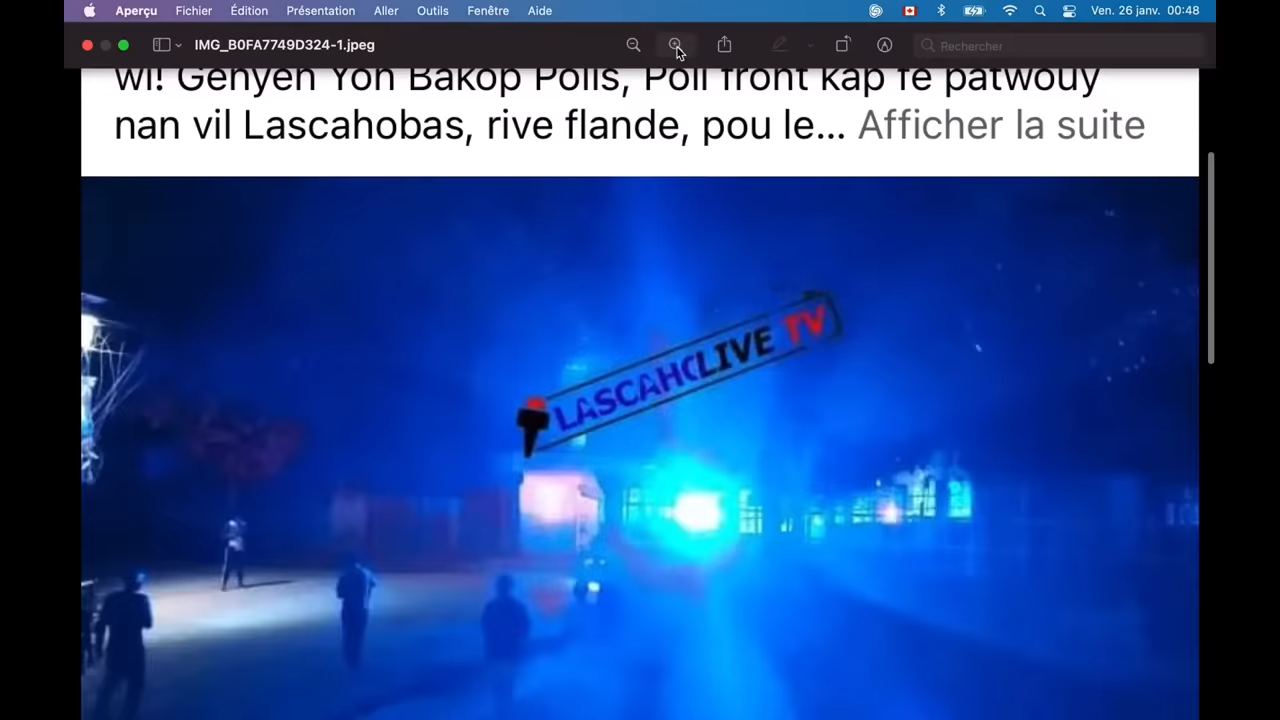 Aperçu Fichier Édition Présentation Aller Outils Fenêtre Aide Ven. 26 janv. 00:48
IMG_B0FA7749D324-1.jpeg Rechercher
wi! Genyen Yon Bakop Polis, Poli front kap fe patwouy
nan vil Lascahobas, rive flande, pou le... Afficher la suite
LASCAHOLIVE TV